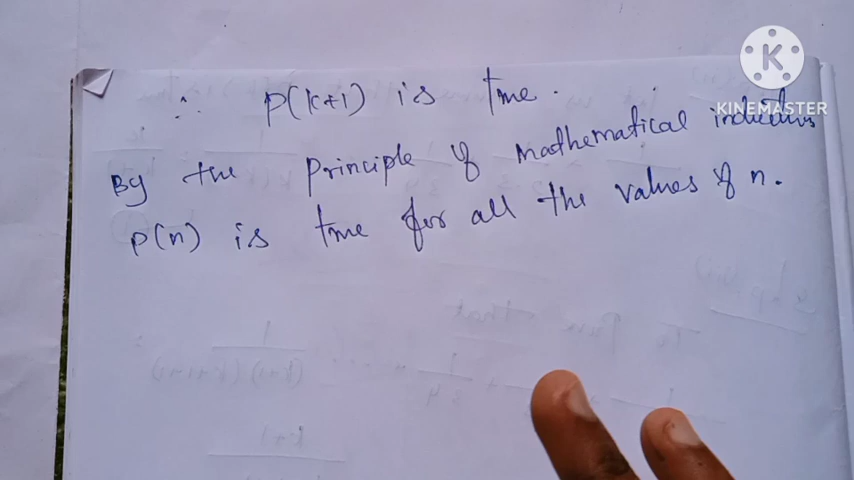 ∴ P(k+1) is true.
By the principle of Mathematical induction
P(n) is true for all the values of n.
KINEMASTER